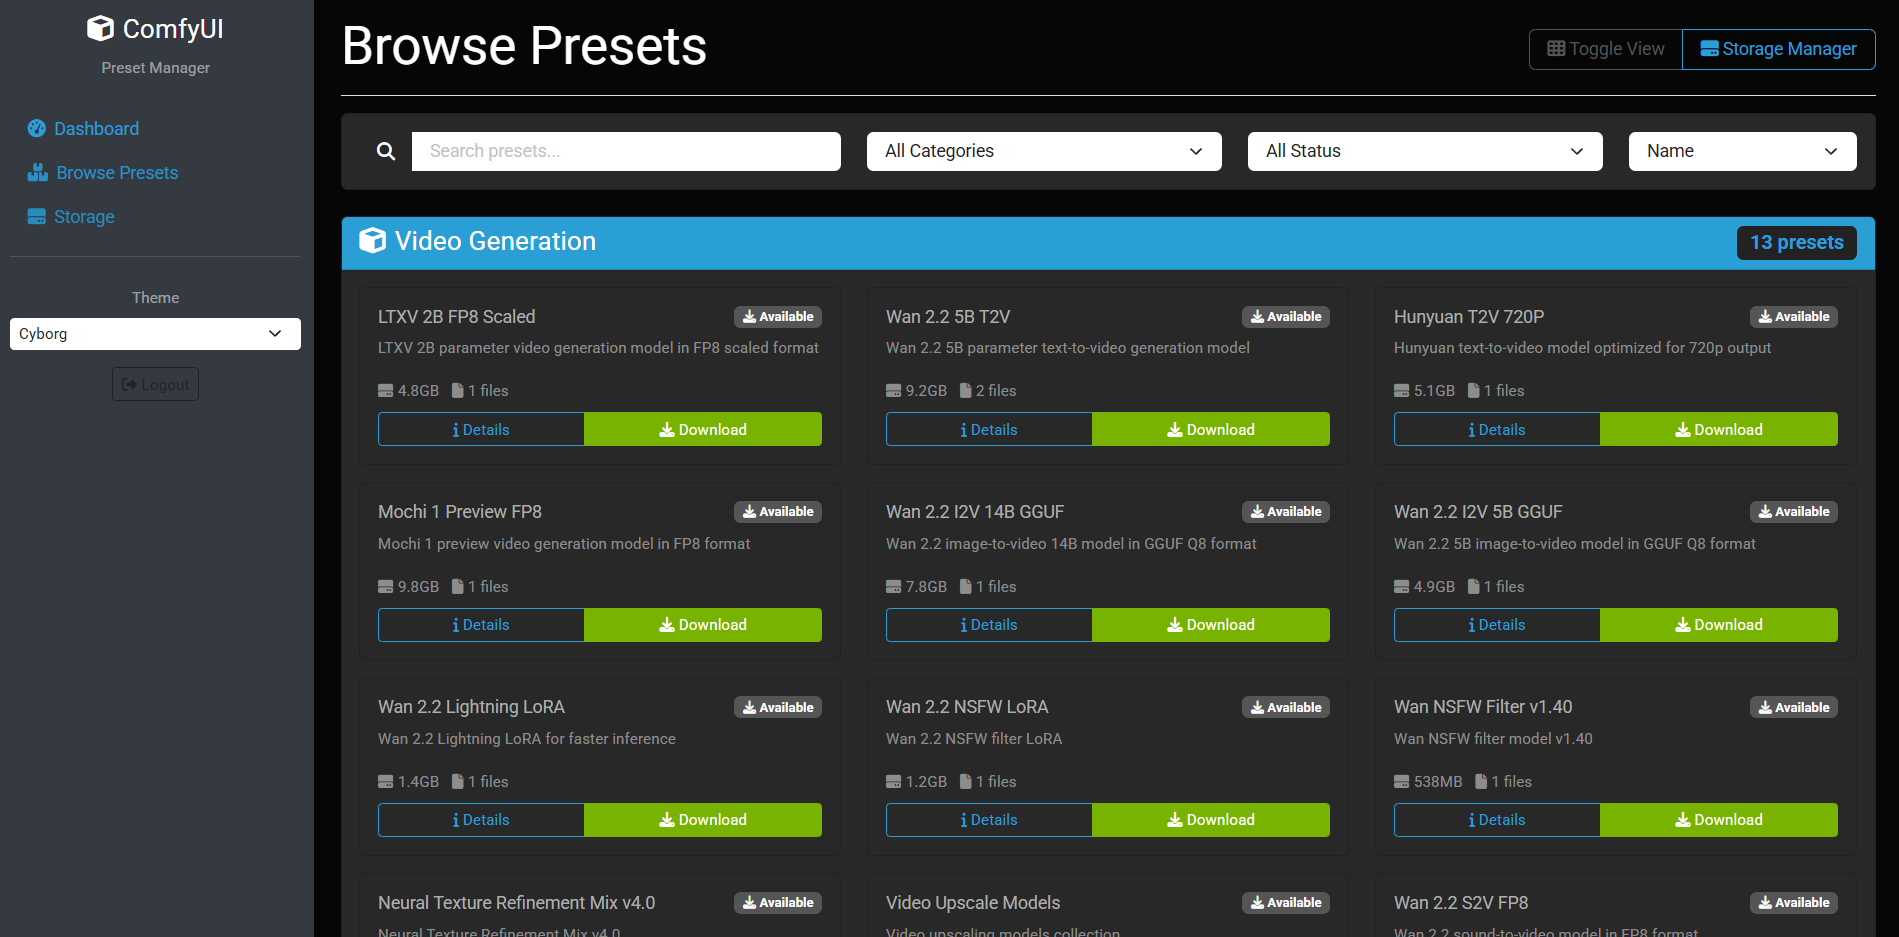 ComfyUI
Preset Manager
Dashboard
Browse Presets
Storage
Theme
Cyborg
Logout
Browse Presets
Toggle View
Storage Manager
Search presets...
All Categories
All Status
Name
Video Generation
13 presets
LTXV 2B FP8 Scaled
Available
LTXV 2B parameter video generation model in FP8 scaled format
4.8GB 1 files
Details
Download
Wan 2.2 5B T2V
Available
Wan 2.2 5B parameter text-to-video generation model
9.2GB 2 files
Details
Download
Hunyuan T2V 720P
Available
Hunyuan text-to-video model optimized for 720p output
5.1GB 1 files
Details
Download
Mochi 1 Preview FP8
Available
Mochi 1 preview video generation model in FP8 format
9.8GB 1 files
Details
Download
Wan 2.2 I2V 14B GGUF
Available
Wan 2.2 image-to-video 14B model in GGUF Q8 format
7.8GB 1 files
Details
Download
Wan 2.2 I2V 5B GGUF
Available
Wan 2.2 5B image-to-video model in GGUF Q8 format
4.9GB 1 files
Details
Download
Wan 2.2 Lightning LoRA
Available
Wan 2.2 Lightning LoRA for faster inference
1.4GB 1 files
Details
Download
Wan 2.2 NSFW LoRA
Available
Wan 2.2 NSFW filter LoRA
1.2GB 1 files
Details
Download
Wan NSFW Filter v1.40
Available
Wan NSFW filter model v1.40
538MB 1 files
Details
Download
Neural Texture Refinement Mix v4.0
Available
Neural Texture Refinement Mix v4.0
Video Upscale Models
Available
Video upscaling models collection
Wan 2.2 S2V FP8
Available
Wan 2.2 sound-to-video model in FP8 format